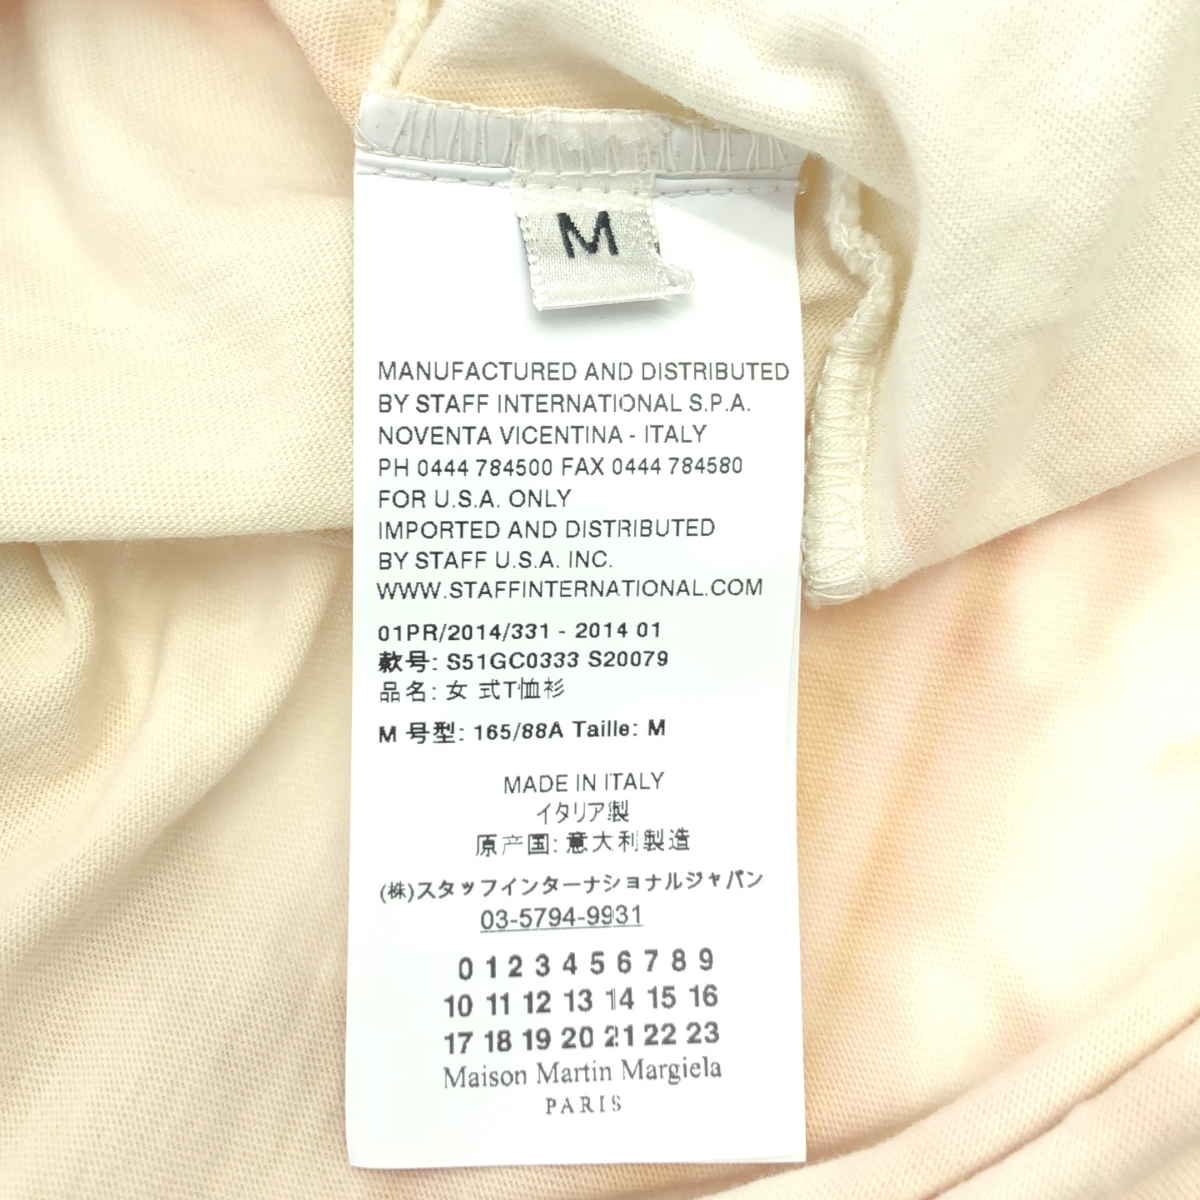 M
MANUFACTURED AND DISTRIBUTED
BY STAFF INTERNATIONAL S.P.A.
NOVENTA VICENTINA - ITALY
PH 0444 784500 FAX 0444 784580
FOR U.S.A. ONLY
IMPORTED AND DISTRIBUTED
BY STAFF U.S.A. INC.
WWW.STAFFINTERNATIONAL.COM
01PR/2014/331 - 2014 01
款号: S51GC0333 S20079
品名: 女 式T恤衫
M 号型: 165/88A Taille: M
MADE IN ITALY
イタリア製
原产国: 意大利製造
(株)スタッフインターナショナルジャパン
03-5794-9931
0 1 2 3 4 5 6 7 8 9
10 11 12 13 14 15 16
17 18 19 20 21 22 23
Maison Martin Margiela
PARIS